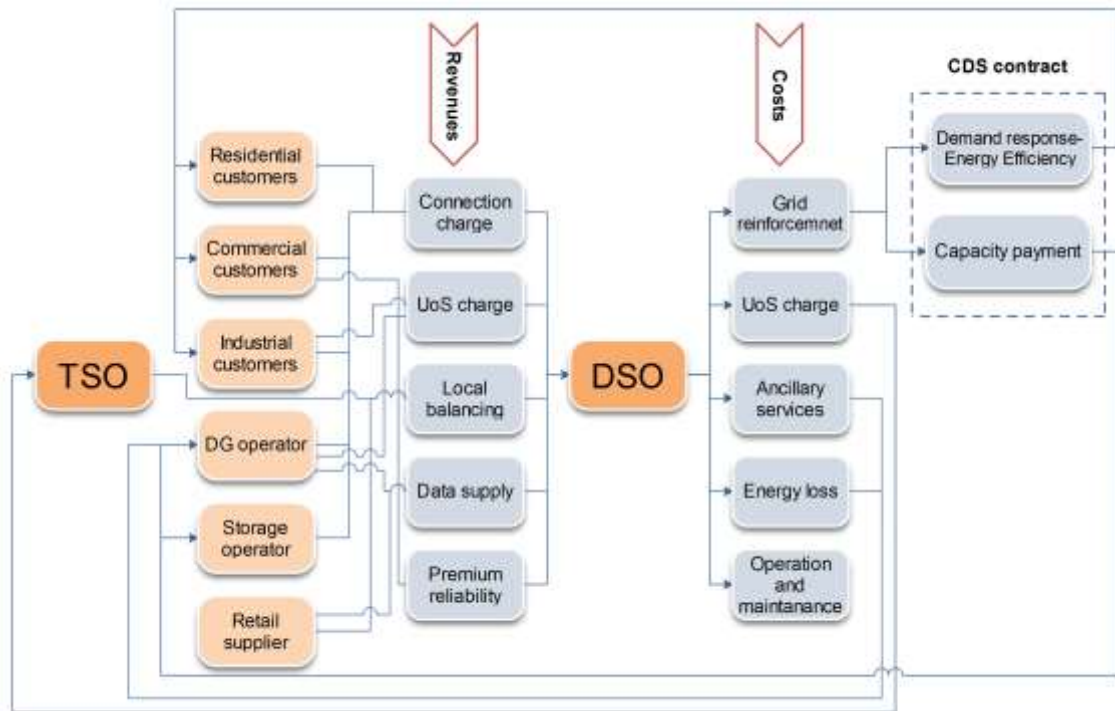 Revenues
Costs
CDS contract
Residential
customers
Commercial
customers
Industrial
customers
TSO
DG operator
Storage
operator
Retail
supplier
Connection
charge
UoS charge
Local
balancing
Data supply
Premium
reliability
DSO
Grid
reinforcemnet
UoS charge
Ancillary
services
Energy loss
Operation
and
maintanance
Demand response-
Energy Efficiency
Capacity payment